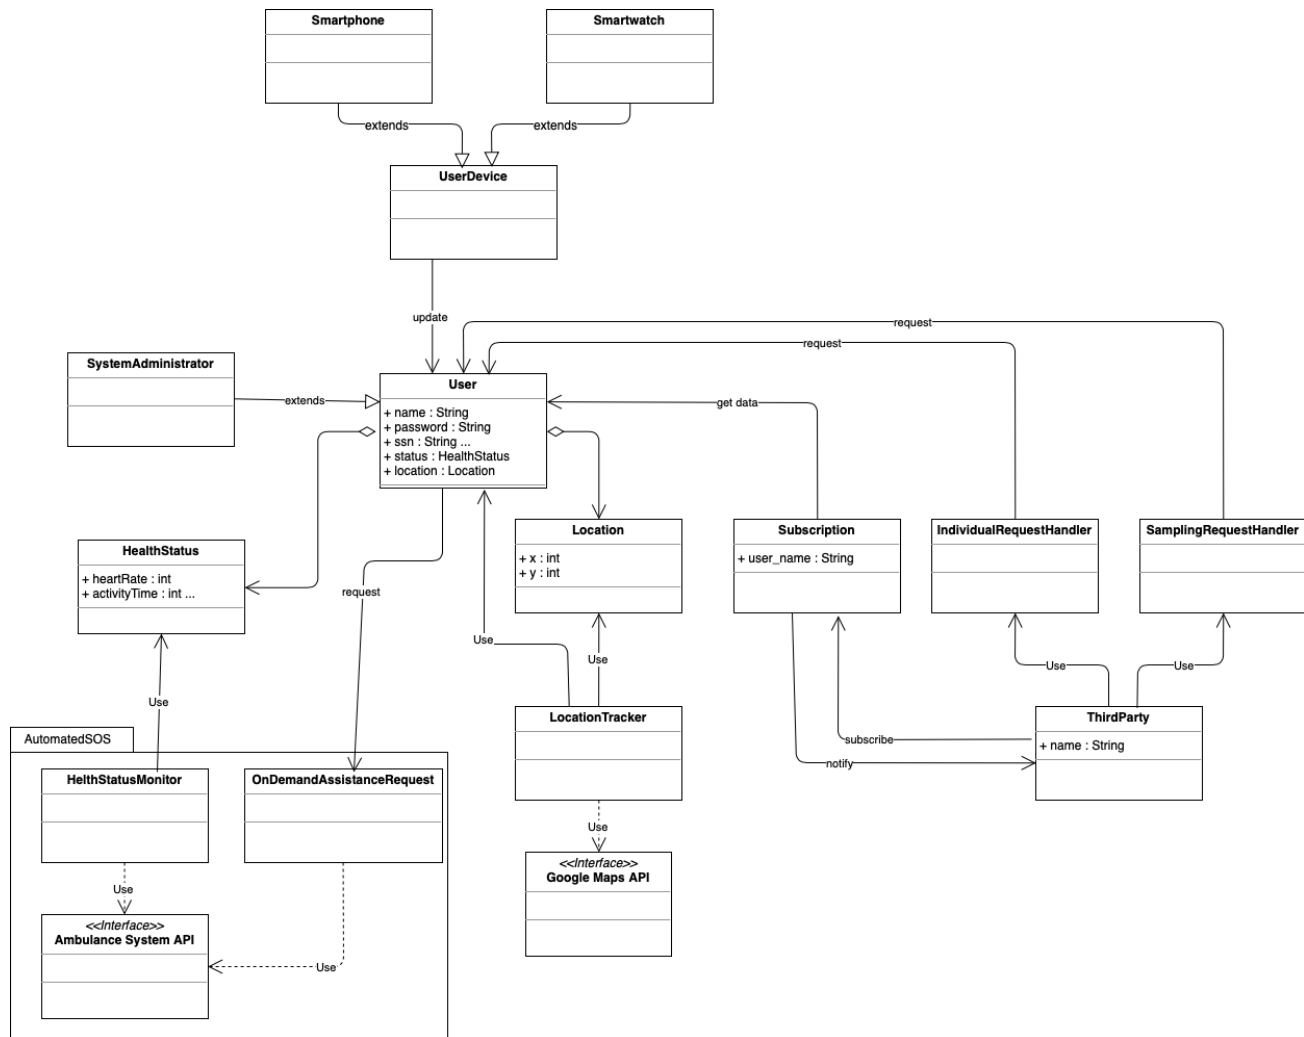 Smartphone
Smartwatch
extends
extends
UserDevice
update
request
request
SystemAdministrator
extends
User
+ name : String
+ password : String
+ ssn : String ...
+ status : HealthStatus
+ location : Location
get data
HealthStatus
+ heartRate : int
+ activityTime : int ...
request
Location
+ x : int
+ y : int
Subscription
+ user_name : String
IndividualRequestHandler
SamplingRequestHandler
Use
Use
Use
Use
Use
AutomatedSOS
HelthStatusMonitor
OnDemandAssistanceRequest
LocationTracker
ThirdParty
+ name : String
subscribe
notify
Use
Use
<<Interface>>
Google Maps API
<<Interface>>
Ambulance System API
Use